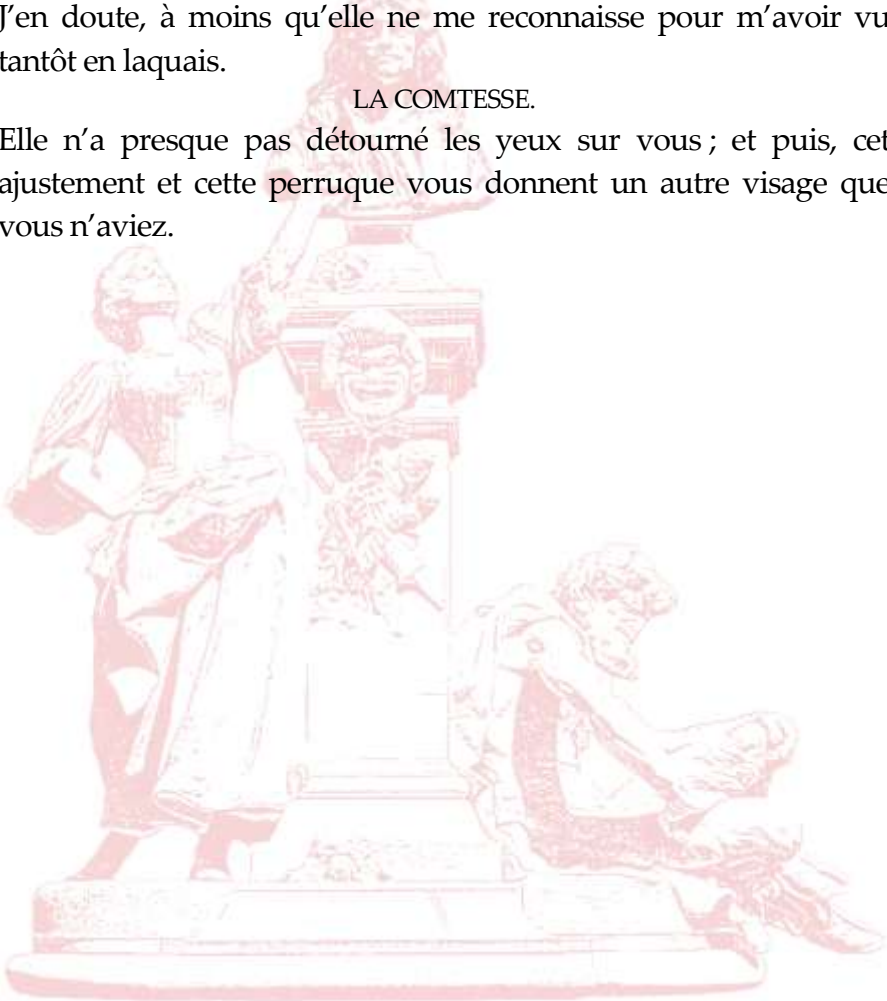 J’en doute, à moins qu’elle ne me reconnaisse pour m’avoir vu
tantôt en laquais.
LA COMTESSE.
Elle n’a presque pas détourné les yeux sur vous ; et puis, cet
ajustement et cette perruque vous donnent un autre visage que
vous n’aviez.